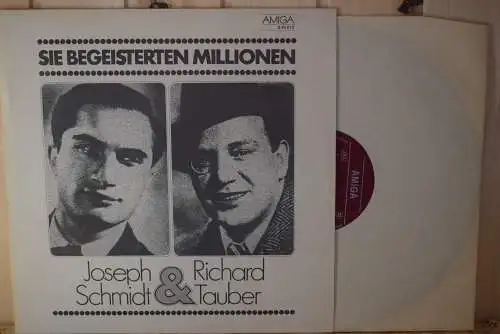 AMIGA
SIE BEGEISTERTEN MILLIONEN
Joseph & Richard
Schmidt Tauber
AMIGA